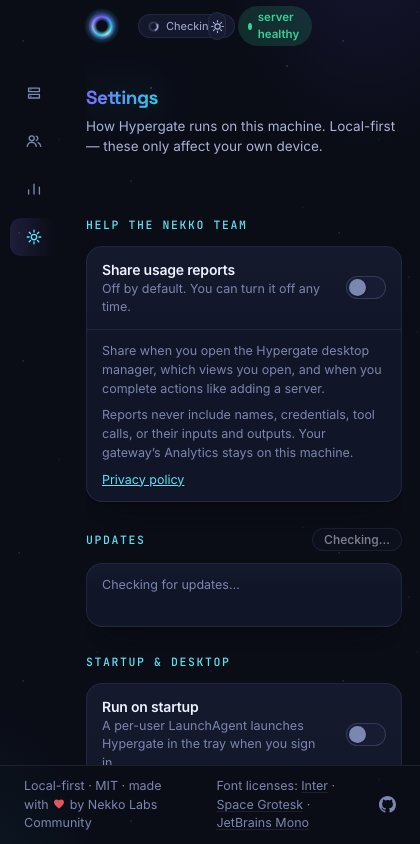 Checkin
server
healthy
Settings
How Hypergate runs on this machine. Local-first
— these only affect your own device.
HELP THE NEKKO TEAM
Share usage reports
Off by default. You can turn it off any
time.
Share when you open the Hypergate desktop
manager, which views you open, and when you
complete actions like adding a server.
Reports never include names, credentials, tool
calls, or their inputs and outputs. Your
gateway’s Analytics stays on this machine.
Privacy policy
UPDATES
Checking…
Checking for updates…
STARTUP & DESKTOP
Run on startup
A per-user LaunchAgent launches
Hypergate in the tray when you sign
in
Local-first · MIT · made
with ❤ by Nekko Labs
Community
Font licenses: Inter ·
Space Grotesk ·
JetBrains Mono